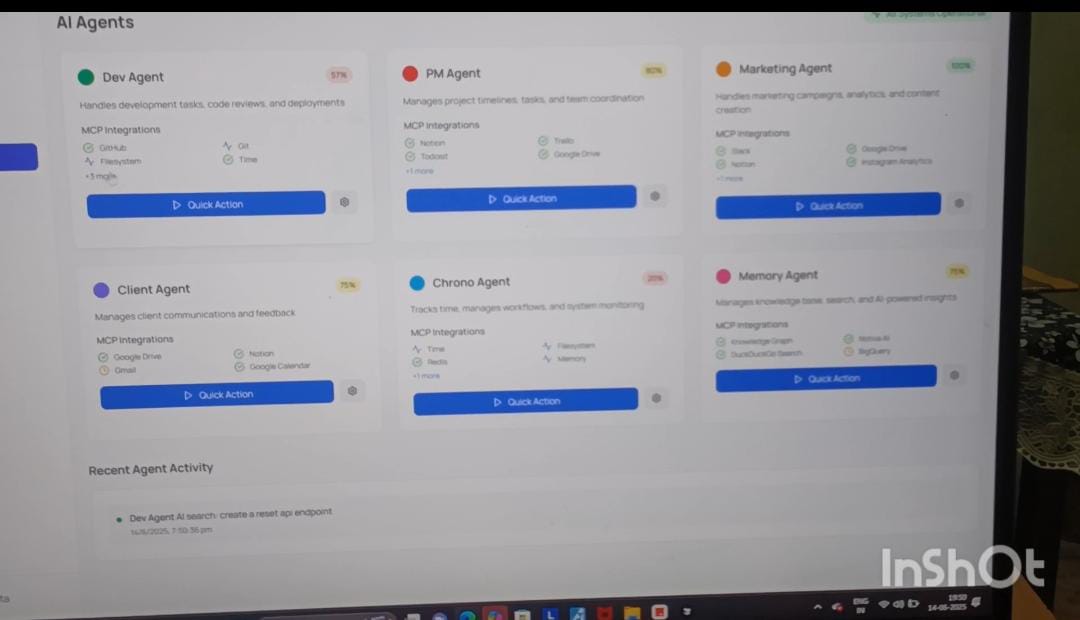 AI Agents
All Systems Operational
Dev Agent
57%
Handles development tasks, code reviews, and deployments
MCP Integrations
GitHub
Git
Filesystem
Time
+3 more
Quick Action
PM Agent
80%
Manages project timelines, tasks, and team coordination
MCP Integrations
Notion
Trello
Todoist
Google Drive
+1 more
Quick Action
Marketing Agent
100%
Handles marketing campaigns, analytics, and content
creation
MCP Integrations
Slack
Google Drive
Notion
Instagram Analytics
+1 more
Quick Action
Client Agent
75%
Manages client communications and feedback
MCP Integrations
Google Drive
Notion
Gmail
Google Calendar
Quick Action
Chrono Agent
20%
Tracks time, manages workflows, and system monitoring
MCP Integrations
Time
Filesystem
Redis
Memory
+1 more
Quick Action
Memory Agent
75%
Manages knowledge base, search, and AI-powered insights
MCP Integrations
Knowledge Graph
DuckDuckGo Search
BigQuery
Quick Action
Recent Agent Activity
Dev Agent AI search: create a reset api endpoint
14/6/2025, 7:50:36 pm
InShOt
ENG
IN
19:50
14-06-2025